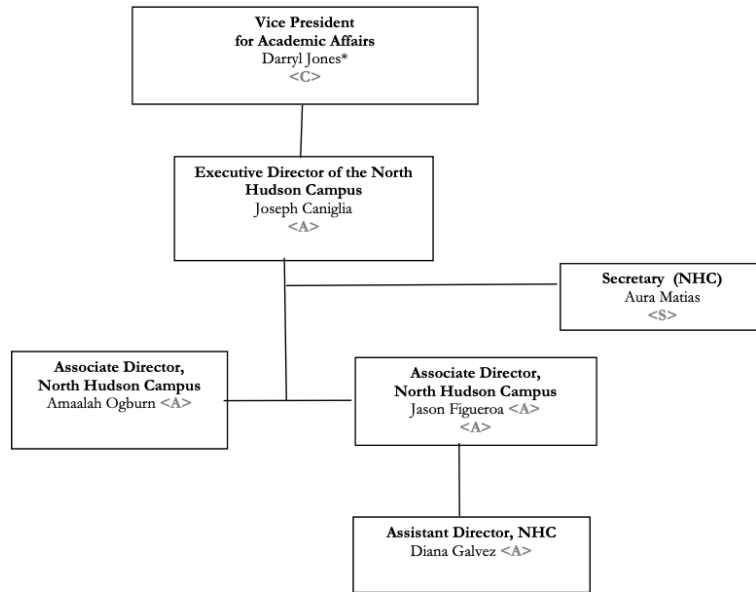 Vice President
for Academic Affairs
Darryl Jones*
<C>
Executive Director of the North
Hudson Campus
Joseph Caniglia
<A>
Secretary (NHC)
Aura Matias
<S>
Associate Director,
North Hudson Campus
Amaalah Ogburn <A>
Associate Director,
North Hudson Campus
Jason Figueroa <A>
<A>
Assistant Director, NHC
Diana Galvez <A>